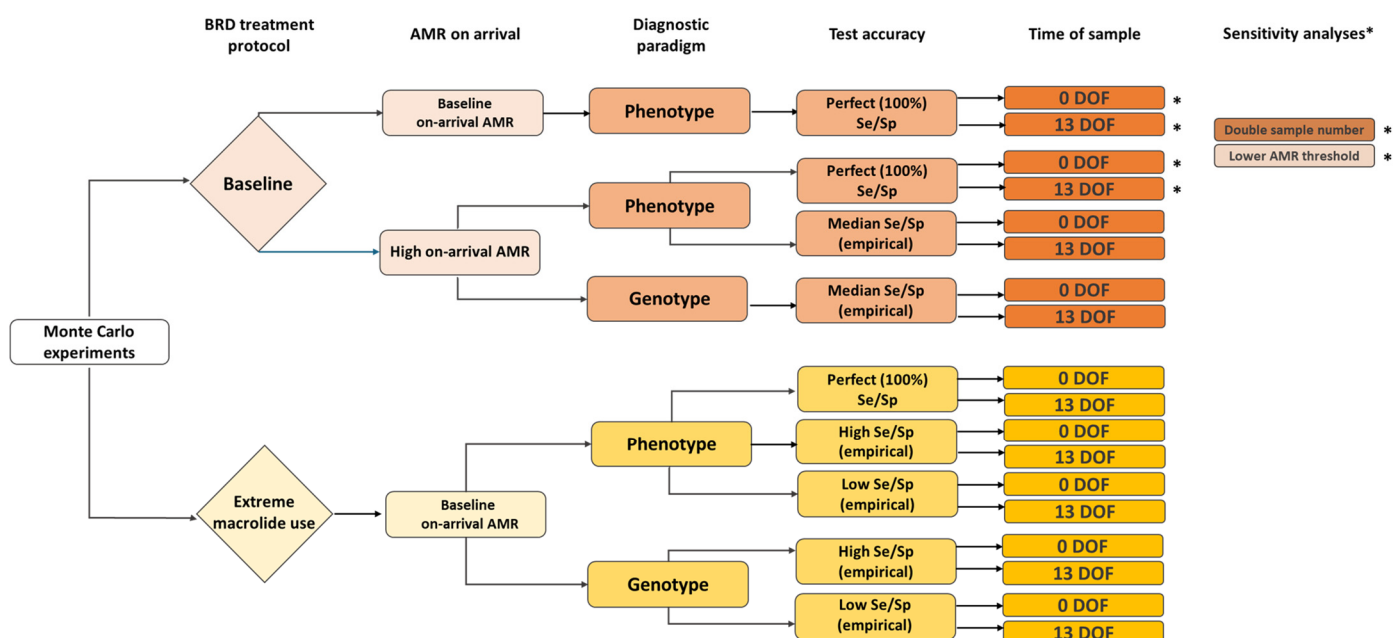 BRD treatment
protocol
AMR on arrival
Diagnostic
paradigm
Test accuracy
Time of sample
Sensitivity analyses*
Baseline
on-arrival AMR
Phenotype
Perfect (100%)
Se/Sp
0 DOF *
13 DOF *
Double sample number *
Lower AMR threshold *
Baseline
Phenotype
Perfect (100%)
Se/Sp
0 DOF *
13 DOF *
Median Se/Sp
(empirical)
0 DOF
13 DOF
High on-arrival AMR
Genotype
Median Se/Sp
(empirical)
0 DOF
13 DOF
Monte Carlo
experiments
Perfect (100%)
Se/Sp
0 DOF
13 DOF
Phenotype
High Se/Sp
(empirical)
0 DOF
13 DOF
Low Se/Sp
(empirical)
0 DOF
13 DOF
Extreme
macrolide use
Baseline
on-arrival AMR
High Se/Sp
(empirical)
0 DOF
13 DOF
Genotype
Low Se/Sp
(empirical)
0 DOF
13 DOF